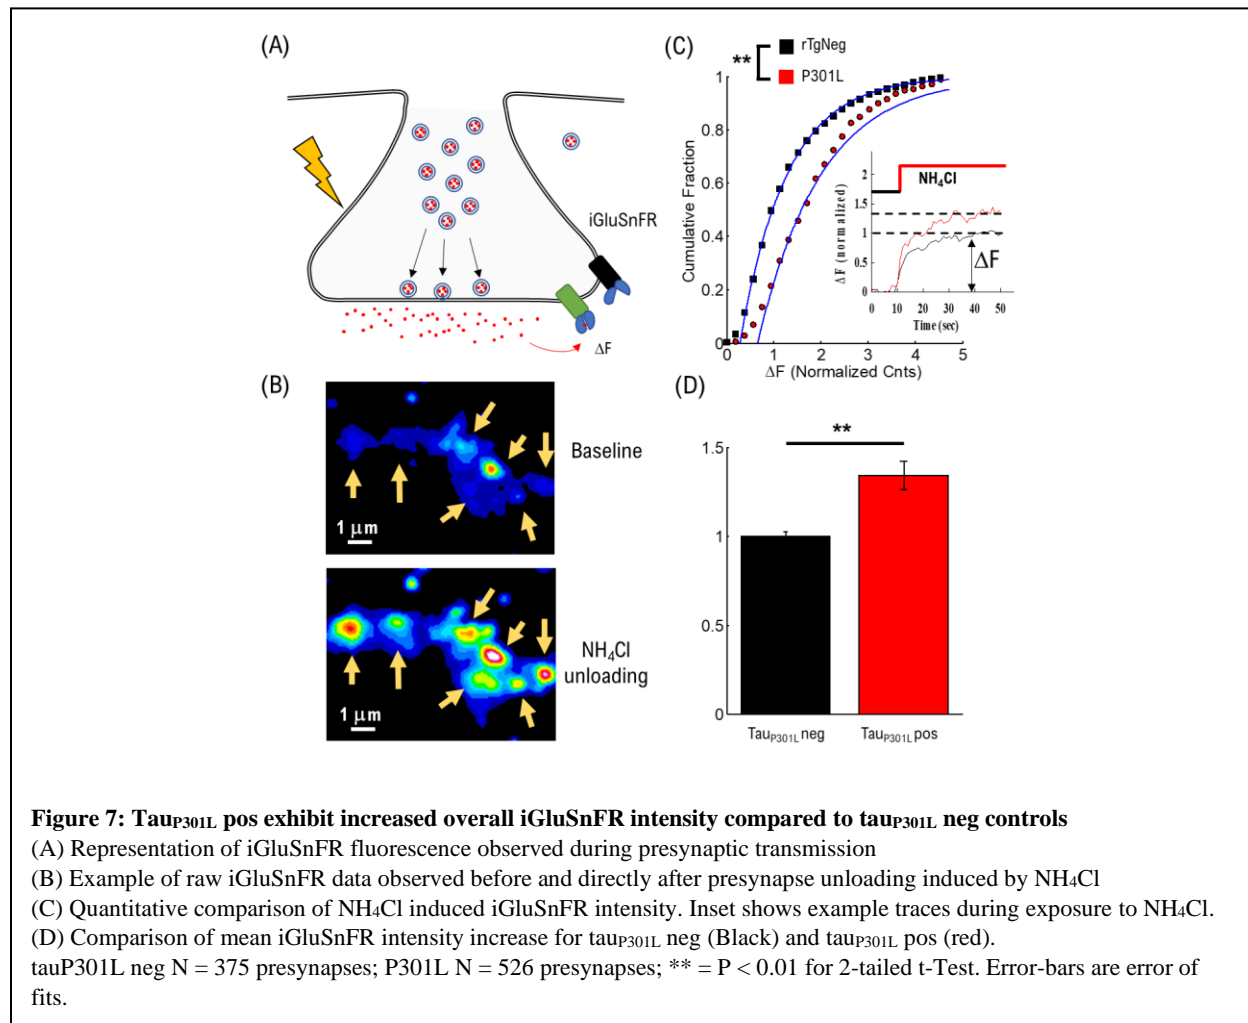 (A)
iGluSnFR
ΔF
(B)
Baseline
1 µm
NH₄Cl
unloading
1 µm
(C)
** rTgNeg
P301L
Cumulative Fraction
1
0.8
0.6
0.4
0.2
0
0 1 2 3 4 5
ΔF (Normalized Cnts)
NH₄Cl
ΔF (normalized)
2
1.5
1
0.5
0
0 10 20 30 40 50
Time (sec)
ΔF
(D)
**
1.5
1
0.5
0
Tau_P301L neg Tau_P301L pos
Figure 7: Tau_P301L pos exhibit increased overall iGluSnFR intensity compared to tau_P301L neg controls
(A) Representation of iGluSnFR fluorescence observed during presynaptic transmission
(B) Example of raw iGluSnFR data observed before and directly after presynapse unloading induced by NH₄Cl
(C) Quantitative comparison of NH₄Cl induced iGluSnFR intensity. Inset shows example traces during exposure to NH₄Cl.
(D) Comparison of mean iGluSnFR intensity increase for tau_P301L neg (Black) and tau_P301L pos (red).
tauP301L neg N = 375 presynapses; P301L N = 526 presynapses; ** = P < 0.01 for 2-tailed t-Test. Error-bars are error of
fits.